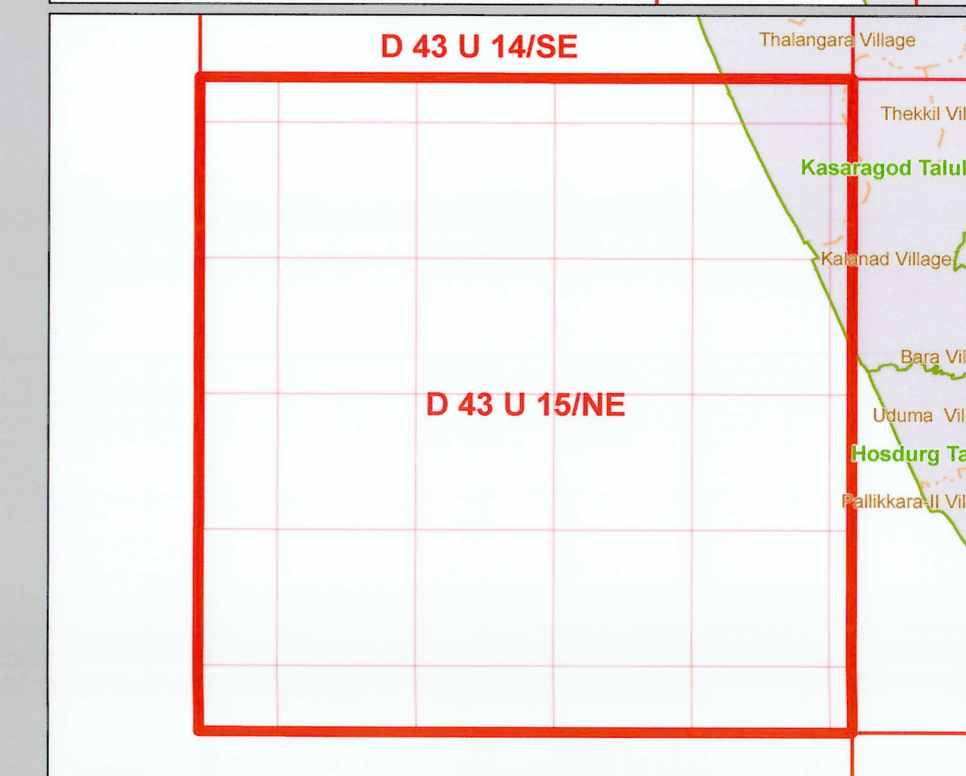 D 43 U 14/SE
Thalangara Village
Thekkil Vil
Kasaragod Taluk
Kalanad Village
Bara Vil
D 43 U 15/NE
Uduma Vil
Hosdurg Ta
Pallikkara-II Vil